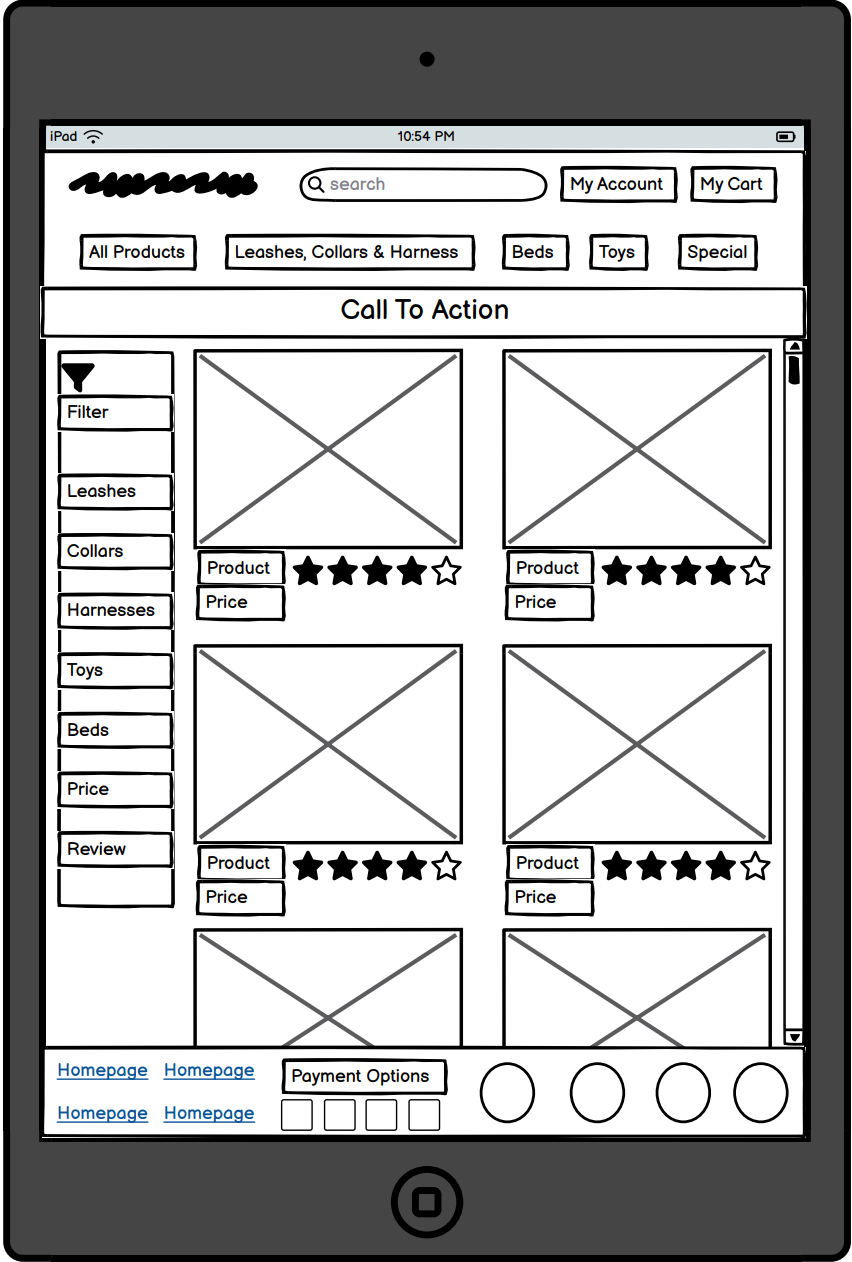 iPad 10:54 PM
search My Account My Cart
All Products Leashes, Collars & Harness Beds Toys Special
Call To Action
Filter
Leashes
Collars
Harnesses
Toys
Beds
Price
Review
Product Product
Price Price
Product Product
Price Price
Homepage Homepage
Homepage Homepage
Payment Options